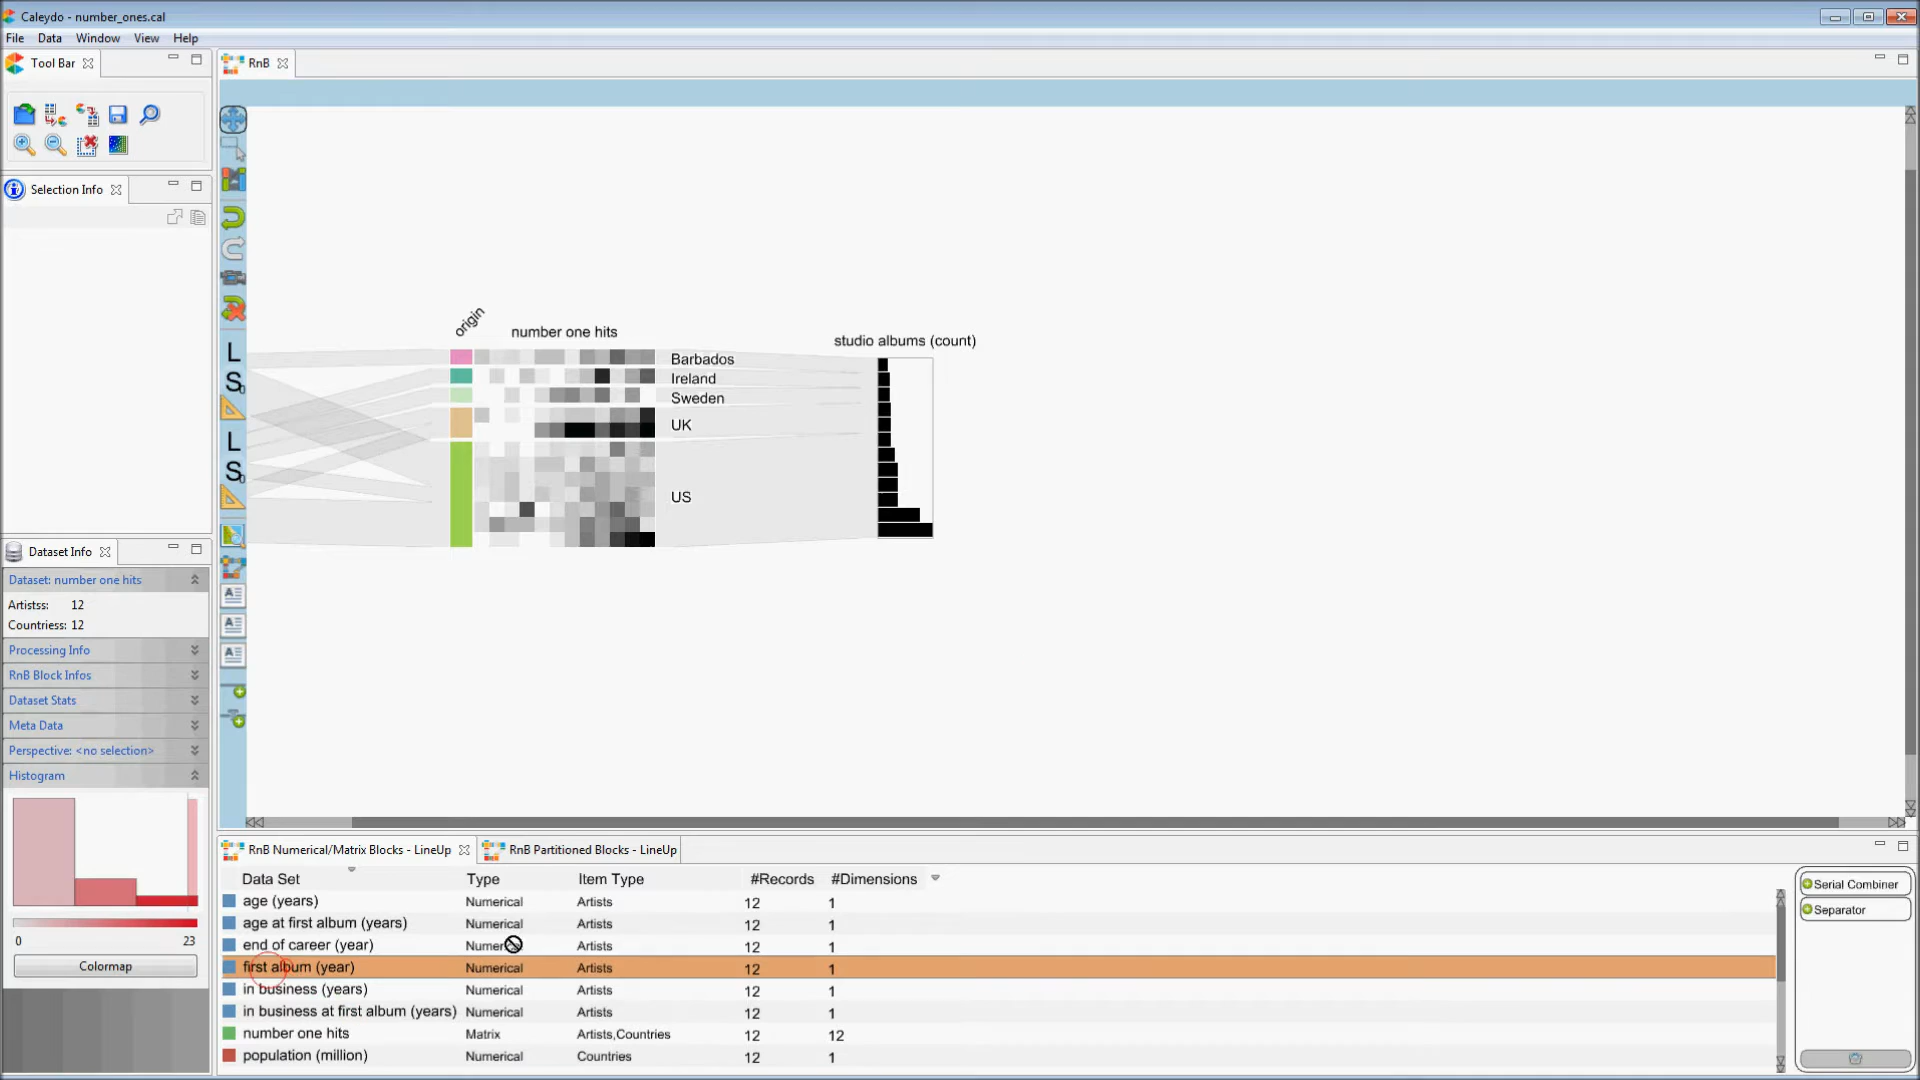 Caleydo - number_ones.cal
File Data Window View Help
Tool Bar
RnB
Selection Info
L
S0
L
S0
origin
number one hits
Barbados
Ireland
Sweden
UK
US
studio albums (count)
Dataset Info
Dataset: number one hits
Artistss: 12
Countriess: 12
Processing Info
RnB Block Infos
Dataset Stats
Meta Data
Perspective: <no selection>
Histogram
0 23
Colormap
RnB Numerical/Matrix Blocks - LineUp
RnB Partitioned Blocks - LineUp
Data Set Type Item Type #Records #Dimensions
age (years) Numerical Artists 12 1
age at first album (years) Numerical Artists 12 1
end of career (year) Numer Artists 12 1
first album (year) Numerical Artists 12 1
in business (years) Numerical Artists 12 1
in business at first album (years) Numerical Artists 12 1
number one hits Matrix Artists,Countries 12 12
population (million) Numerical Countries 12 1
Serial Combiner
Separator